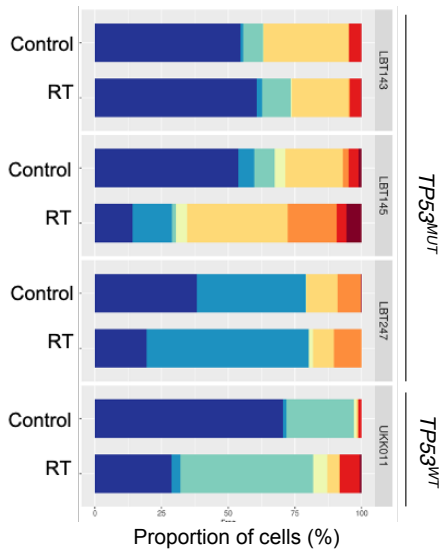 Control
RT
LBT143
Control
RT
LBT145
TP53MUT
Control
RT
LBT247
Control
RT
UKK011
TP53WT
0 25 50 75 100
Proportion of cells (%)